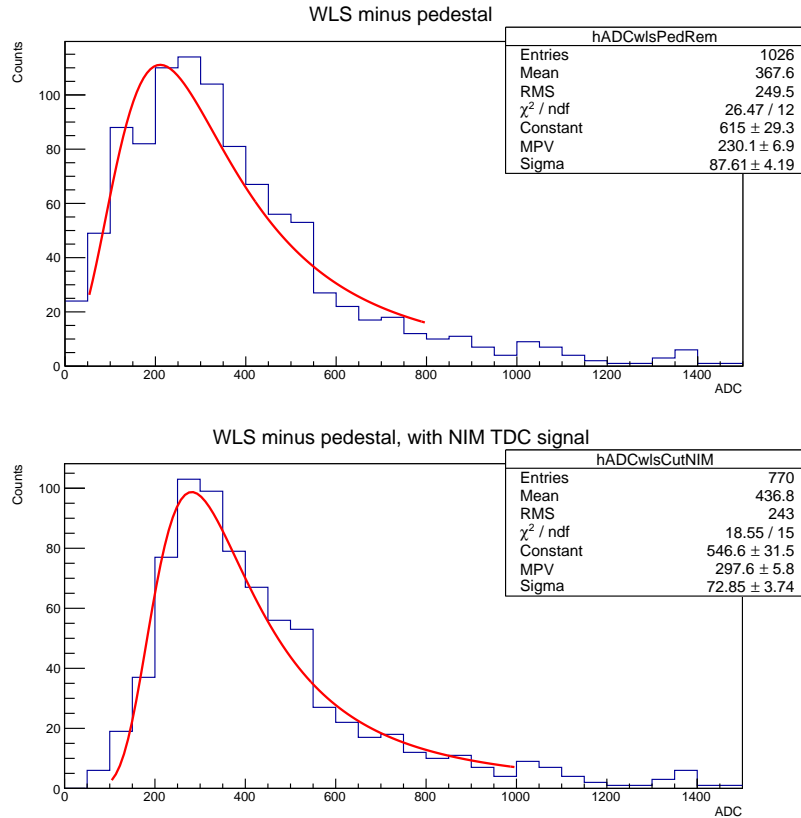 WLS minus pedestal
hADCwlsPedRem
Entries 1026
Mean 367.6
RMS 249.5
χ² / ndf 26.47 / 12
Constant 615 ± 29.3
MPV 230.1 ± 6.9
Sigma 87.61 ± 4.19
Counts
100
80
60
40
20
0
0 200 400 600 800 1000 1200 1400
ADC
WLS minus pedestal, with NIM TDC signal
hADCwlsCutNIM
Entries 770
Mean 436.8
RMS 243
χ² / ndf 18.55 / 15
Constant 546.6 ± 31.5
MPV 297.6 ± 5.8
Sigma 72.85 ± 3.74
Counts
100
80
60
40
20
0
0 200 400 600 800 1000 1200 1400
ADC